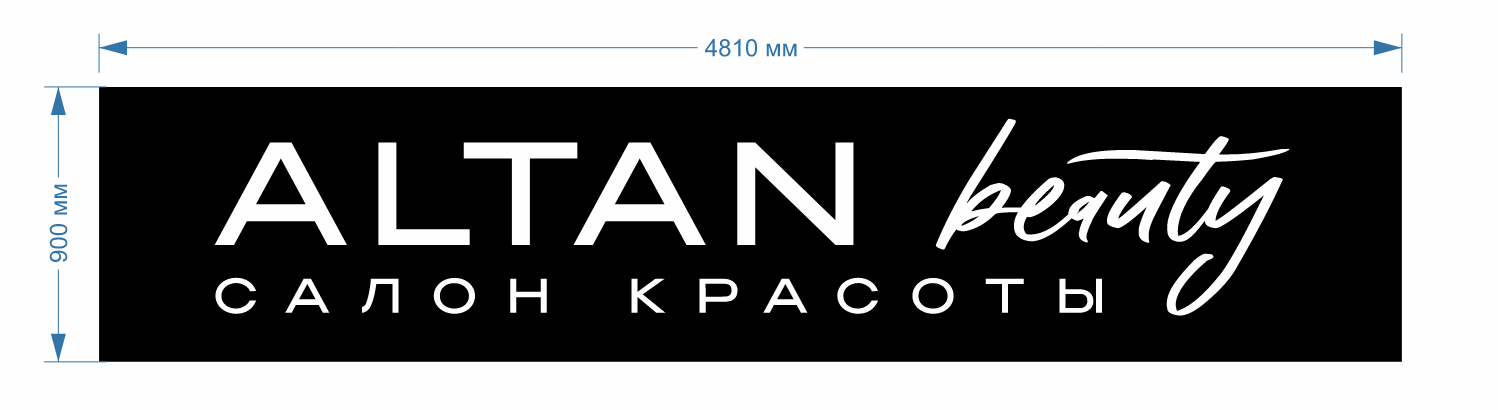 4810 мм
900 мм
ALTAN beauty
САЛОН КРАСОТЫ